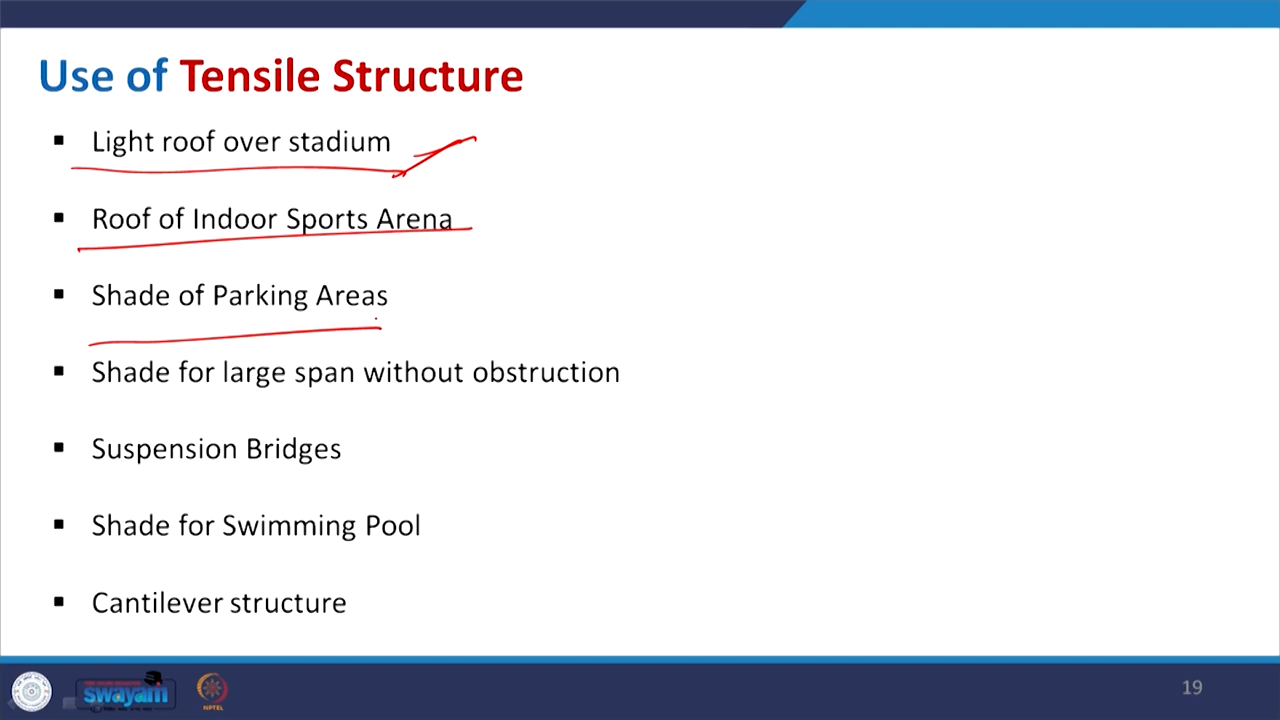 Use of Tensile Structure
▪ Light roof over stadium
▪ Roof of Indoor Sports Arena
▪ Shade of Parking Areas
▪ Shade for large span without obstruction
▪ Suspension Bridges
▪ Shade for Swimming Pool
▪ Cantilever structure
swayam
NPTEL
19